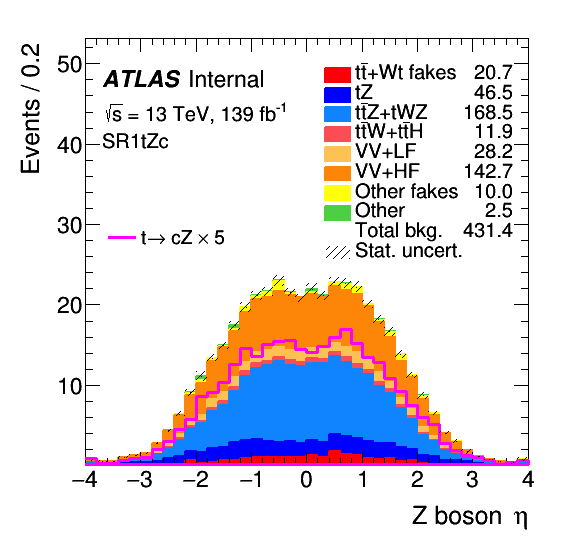 Events / 0.2
50
40
30
20
10
ATLAS Internal
√s = 13 TeV, 139 fb⁻¹
SR1tZc
t→ cZ × 5
tt̄+Wt fakes 20.7
tZ 46.5
tt̄Z+tWZ 168.5
tt̄W+tt̄H 11.9
VV+LF 28.2
VV+HF 142.7
Other fakes 10.0
Other 2.5
Total bkg. 431.4
Stat. uncert.
−4 −3 −2 −1 0 1 2 3 4
Z boson η